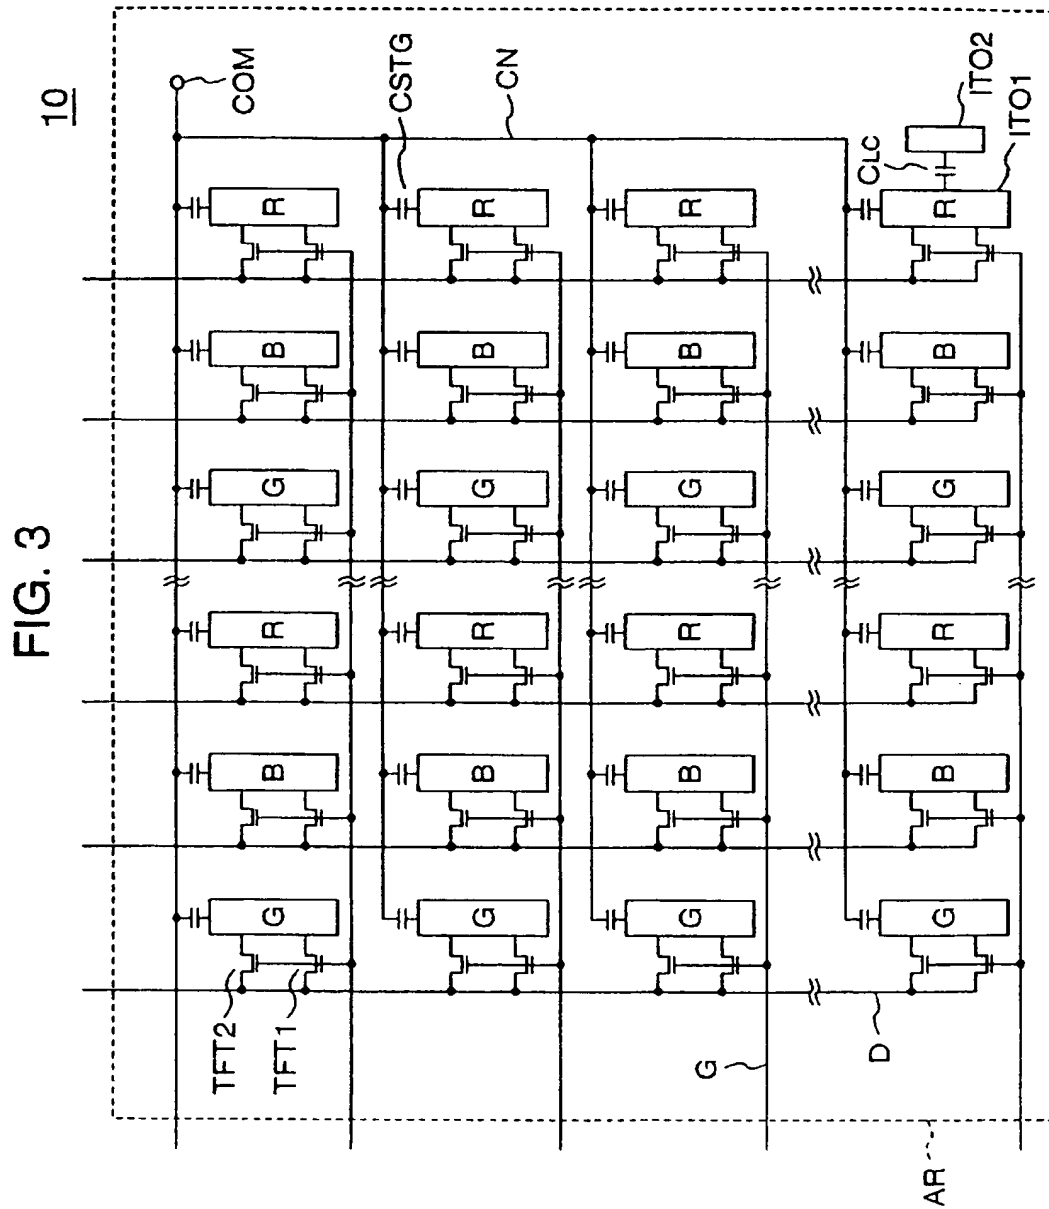 FIG. 3
10
COM
TFT2
TFT1
G B R G B R
CSTG
G B R G B R
CN
G B R G B R
G
D
AR
CLC
G B R G B R
ITO2
ITO1